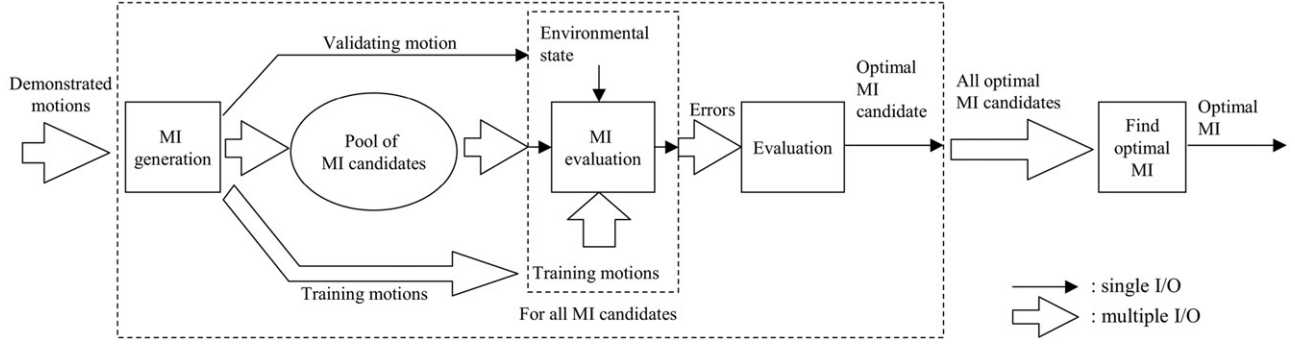 Demonstrated
motions
MI
generation
Validating motion
Pool of
MI candidates
Training motions
Environmental
state
MI
evaluation
Training motions
For all MI candidates
Errors
Evaluation
Optimal
MI
candidate
All optimal
MI candidates
Find
optimal
MI
Optimal
MI
: single I/O
: multiple I/O